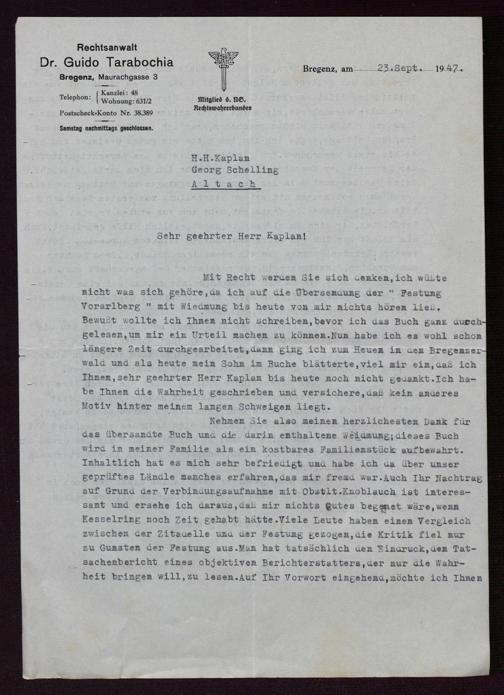 Rechtsanwalt
Dr. Guido Tarabochia
Bregenz, Maurachgasse 3
Telephon: { Kanzlei: 48
Wohnung: 631/2
Postscheck-Konto Nr. 38.389
Samstag nachmittags geschlossen.
Mitglied d. NS.
Rechtswahrerbundes
Bregenz, am 23.Sept. 1947.
H.H.Kaplan
Georg Schelling
Altach
Sehr geehrter Herr Kaplan!
Mit Recht werden Sie sich denken,ich wüßte
nicht was sich gehöre,da ich auf die Übersendung der " Festung
Vorarlberg " mit Wiedmung bis heute von mir nichts hören ließ.
Bewußt wollte ich Ihnen nicht schreiben,bevor ich das Buch ganz durch-
gelesen,um mir ein Urteil machen zu können.Nun habe ich es wohl schon
längere Zeit durchgearbeitet,dann ging ich zum Heuen in den Bregenzer-
wald und als heute mein Sohn im Buche blätterte,viel mir ein,daß ich
Ihnen,sehr geehrter Herr Kaplan bis heute noch nicht gedankt.Ich ha-
be Ihnen die Wahrheit geschrieben und versichere,daß kein anderes
Motiv hinter meinem langen Schweigen liegt.
Nehmen Sie also meinen herzlichesten Dank für
das übersandte Buch und die darin enthaltene Weidmung;dieses Buch
wird in meiner Familie als ein kostbares Familienstück aufbewahrt.
Inhaltlich hat es mich sehr befriedigt und habe ich da über unser
geprüftes Ländle manches erfahren,das mir fremd war.Auch Ihr Nachtrag
auf Grund der Verbindungsaufnahme mit Obstlt.Knoblauch ist interes-
sant und ersehe ich daraus,daß mir nichts Gutes begegnet wäre,wenn
Kesselring noch Zeit gehabt hätte.Viele Leute haben einen Vergleich
zwischen der Zitadelle und der Festung gezogen,die Kritik fiel nur
zu Gunsten der Festung aus.Man hat tatsächlich den Eindruck,den Tat-
sachenbericht eines objektiven Berichterstatters,der nur die Wahr-
heit bringen will,zu lesen.Auf Ihr Vorwort eingehend,möchte ich Ihnen